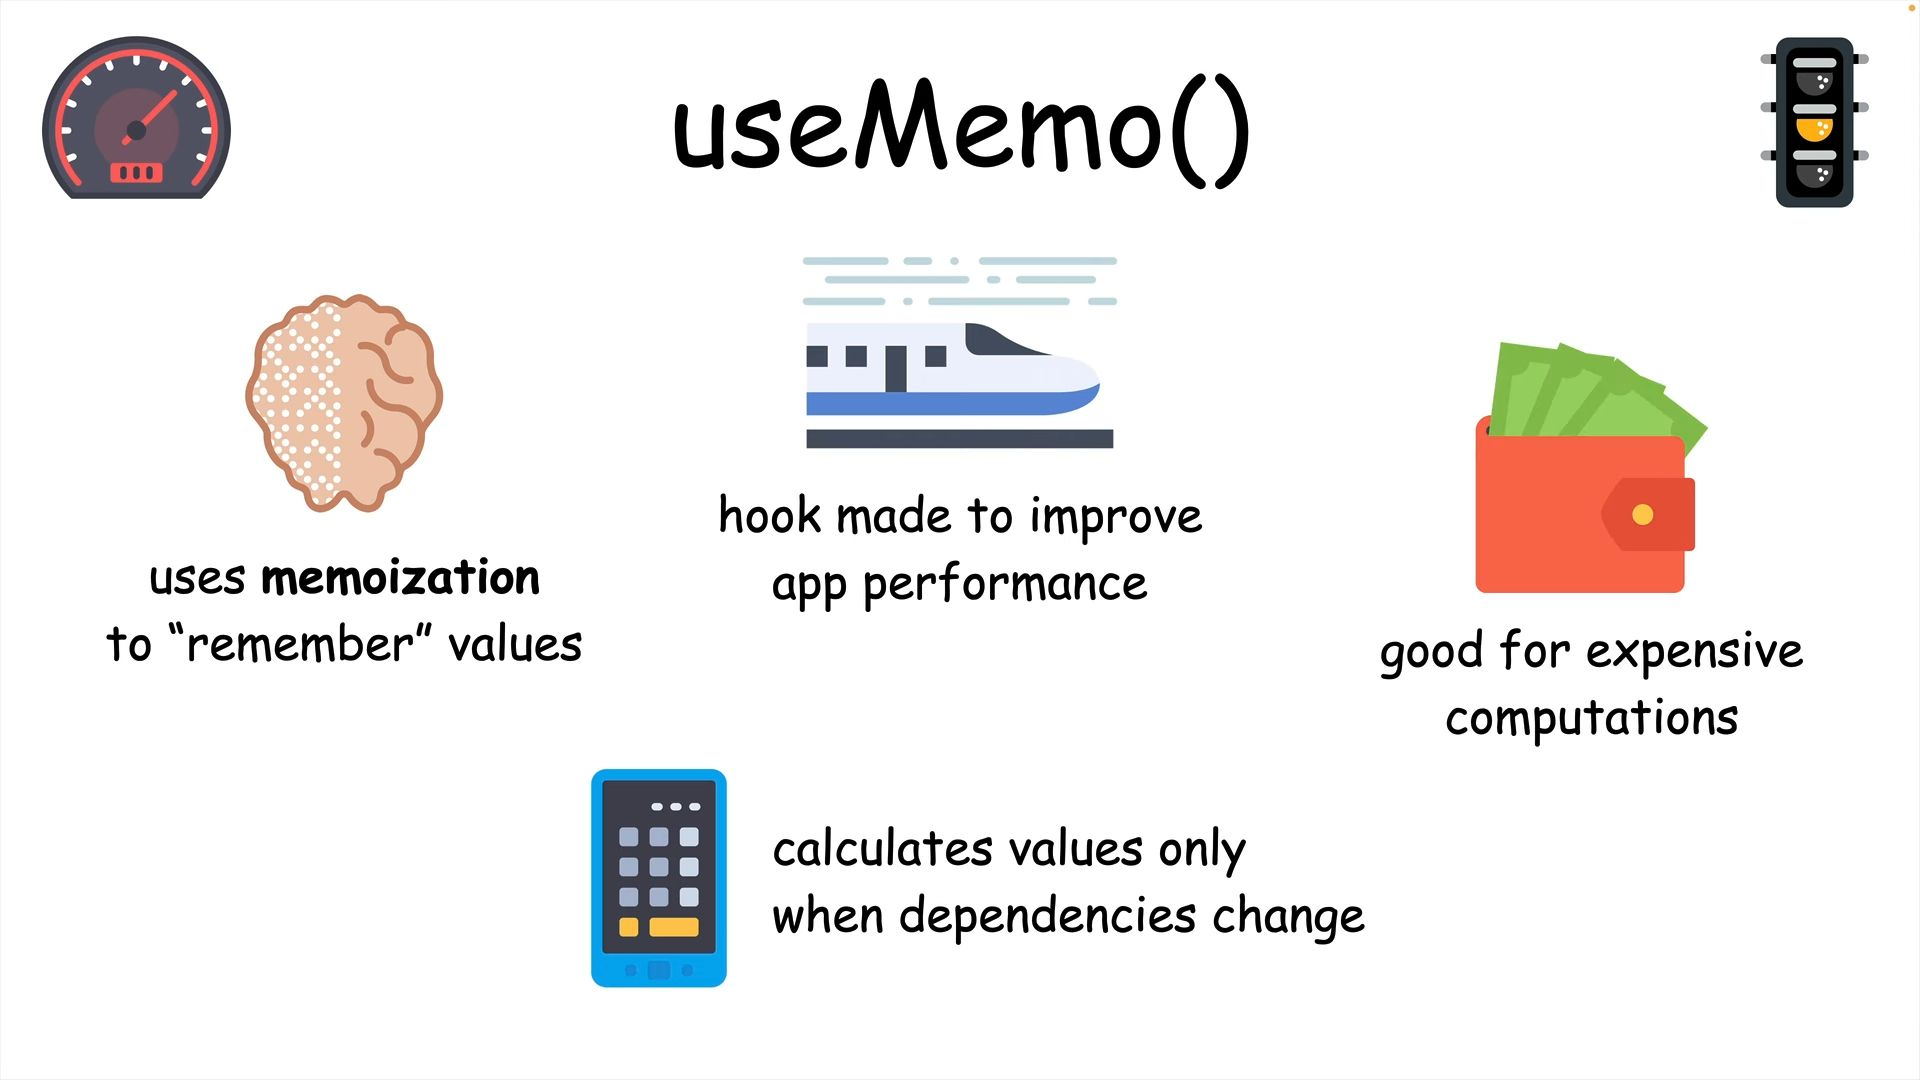 useMemo()
uses memoization
to “remember” values
hook made to improve
app performance
good for expensive
computations
calculates values only
when dependencies change